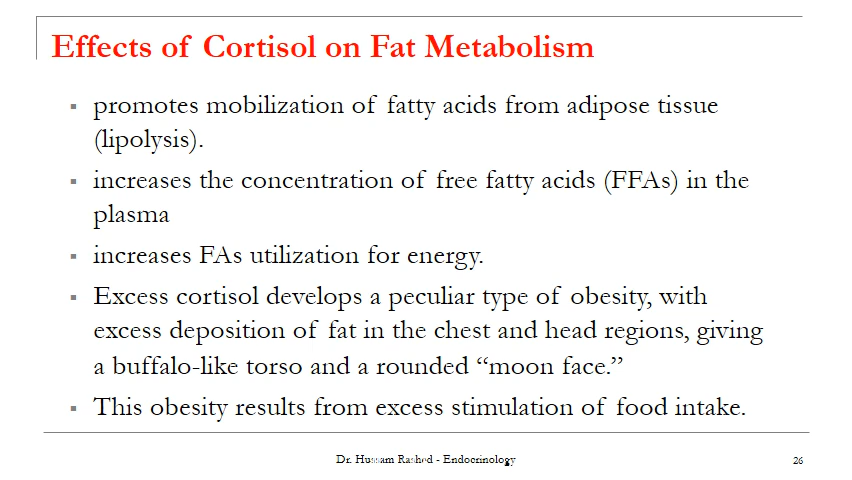 Effects of Cortisol on Fat Metabolism
▪ promotes mobilization of fatty acids from adipose tissue
(lipolysis).
▪ increases the concentration of free fatty acids (FFAs) in the
plasma
▪ increases FAs utilization for energy.
▪ Excess cortisol develops a peculiar type of obesity, with
excess deposition of fat in the chest and head regions, giving
a buffalo-like torso and a rounded “moon face.”
▪ This obesity results from excess stimulation of food intake.
Dr. Hussam Rashed - Endocrinology
26